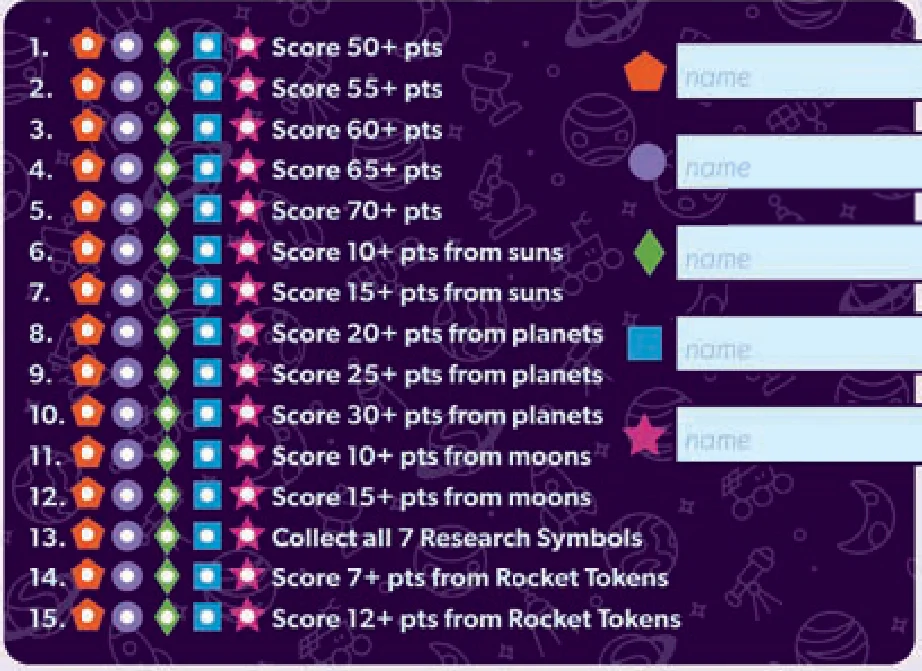 1. Score 50+ pts
2. Score 55+ pts
3. Score 60+ pts
4. Score 65+ pts
5. Score 70+ pts
6. Score 10+ pts from suns
7. Score 15+ pts from suns
8. Score 20+ pts from planets
9. Score 25+ pts from planets
10. Score 30+ pts from planets
11. Score 10+ pts from moons
12. Score 15+ pts from moons
13. Collect all 7 Research Symbols
14. Score 7+ pts from Rocket Tokens
15. Score 12+ pts from Rocket Tokens
name
name
name
name
name